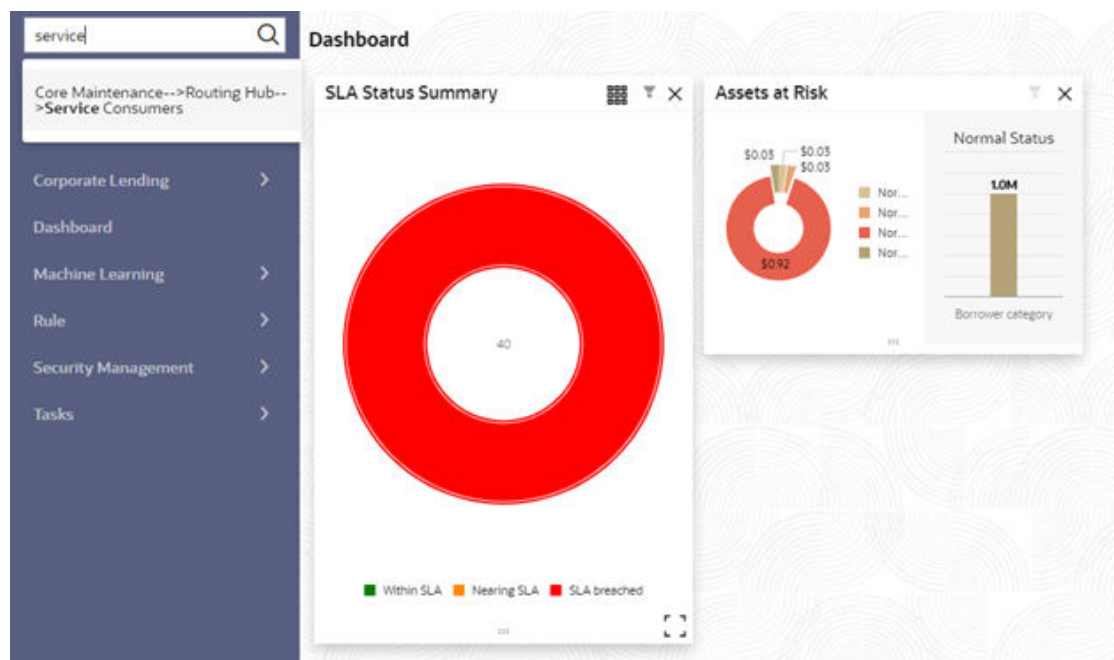 service
Core Maintenance-->Routing Hub--
>Service Consumers
Corporate Lending
Dashboard
Machine Learning
Rule
Security Management
Tasks
Dashboard
SLA Status Summary
40
Within SLA Nearing SLA SLA breached
Assets at Risk
$0.03 $0.03
$0.03
$0.92
Nor...
Nor...
Nor...
Nor...
Normal Status
1.0M
Borrower category